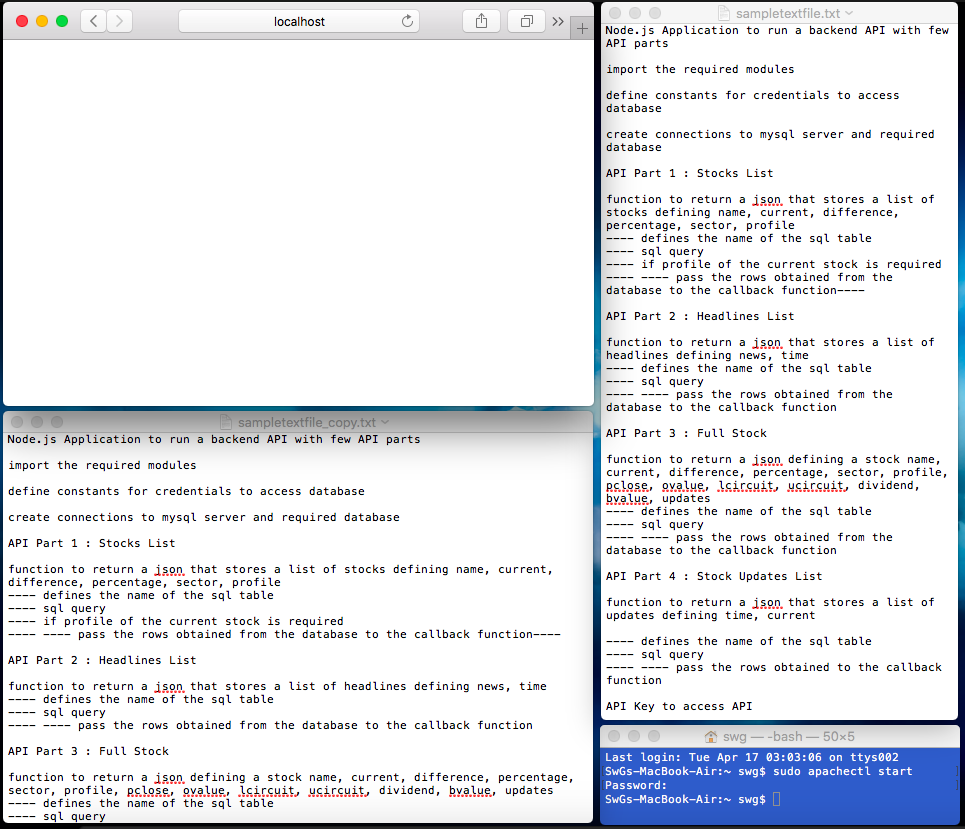 localhost
sampletextfile.txt
Node.js Application to run a backend API with few
API parts
import the required modules
define constants for credentials to access
database
create connections to mysql server and required
database
API Part 1 : Stocks List
function to return a json that stores a list of
stocks defining name, current, difference,
percentage, sector, profile
---- defines the name of the sql table
---- sql query
---- if profile of the current stock is required
---- ---- pass the rows obtained from the
database to the callback function----
API Part 2 : Headlines List
function to return a json that stores a list of
headlines defining news, time
---- defines the name of the sql table
---- sql query
---- ---- pass the rows obtained from the
database to the callback function
API Part 3 : Full Stock
function to return a json defining a stock name,
current, difference, percentage, sector, profile,
pclose, ovalue, lcircuit, ucircuit, dividend,
bvalue, updates
---- defines the name of the sql table
---- sql query
---- ---- pass the rows obtained from the
database to the callback function
API Part 4 : Stock Updates List
function to return a json that stores a list of
updates defining time, current
---- defines the name of the sql table
---- sql query
---- ---- pass the rows obtained to the callback
function
API Key to access API
sampletextfile_copy.txt
Node.js Application to run a backend API with few API parts
import the required modules
define constants for credentials to access database
create connections to mysql server and required database
API Part 1 : Stocks List
function to return a json that stores a list of stocks defining name, current,
difference, percentage, sector, profile
---- defines the name of the sql table
---- sql query
---- if profile of the current stock is required
---- ---- pass the rows obtained from the database to the callback function----
API Part 2 : Headlines List
function to return a json that stores a list of headlines defining news, time
---- defines the name of the sql table
---- sql query
---- ---- pass the rows obtained from the database to the callback function
API Part 3 : Full Stock
function to return a json defining a stock name, current, difference, percentage,
sector, profile, pclose, ovalue, lcircuit, ucircuit, dividend, bvalue, updates
---- defines the name of the sql table
---- sql query
swg — -bash — 50×5
Last login: Tue Apr 17 03:03:06 on ttys002
SwGs-MacBook-Air:~ swg$ sudo apachectl start
Password:
SwGs-MacBook-Air:~ swg$